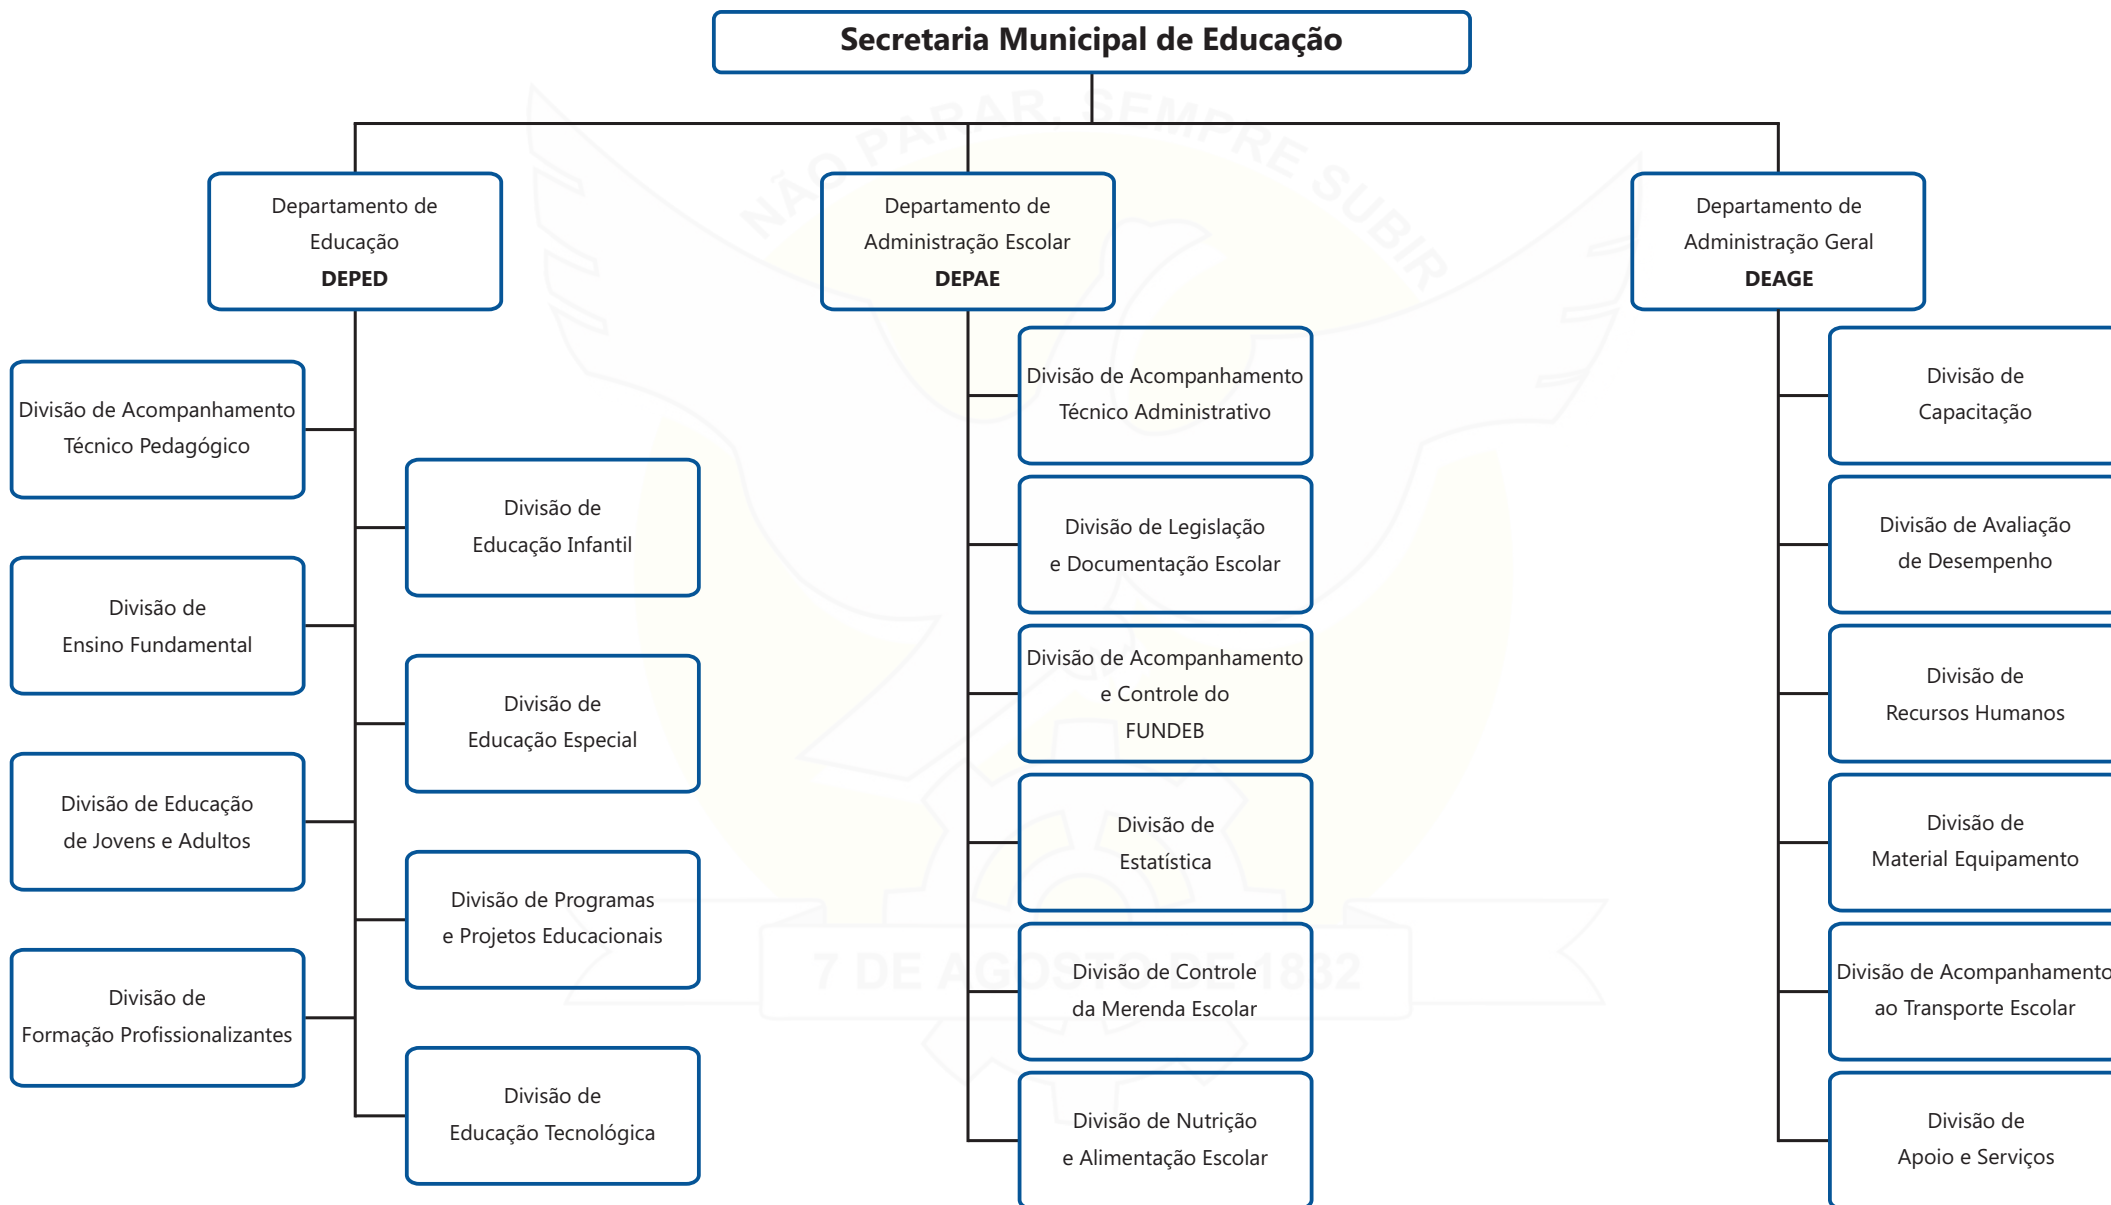 Secretaria Municipal de Educação
Departamento de
Educação
DEPED
Divisão de Acompanhamento
Técnico Pedagógico
Divisão de
Educação Infantil
Divisão de
Ensino Fundamental
Divisão de
Educação Especial
Divisão de Educação
de Jovens e Adultos
Divisão de Programas
e Projetos Educacionais
Divisão de
Formação Profissionalizantes
Divisão de
Educação Tecnológica
Departamento de
Administração Escolar
DEPAE
Divisão de Acompanhamento
Técnico Administrativo
Divisão de Legislação
e Documentação Escolar
Divisão de Acompanhamento
e Controle do
FUNDEB
Divisão de
Estatística
Divisão de Controle
da Merenda Escolar
Divisão de Nutrição
e Alimentação Escolar
Departamento de
Administração Geral
DEAGE
Divisão de
Capacitação
Divisão de Avaliação
de Desempenho
Divisão de
Recursos Humanos
Divisão de
Material Equipamento
Divisão de Acompanhamento
ao Transporte Escolar
Divisão de
Apoio e Serviços
NÃO PARAR, SEMPRE SUBIR
7 DE AGOSTO DE 1832